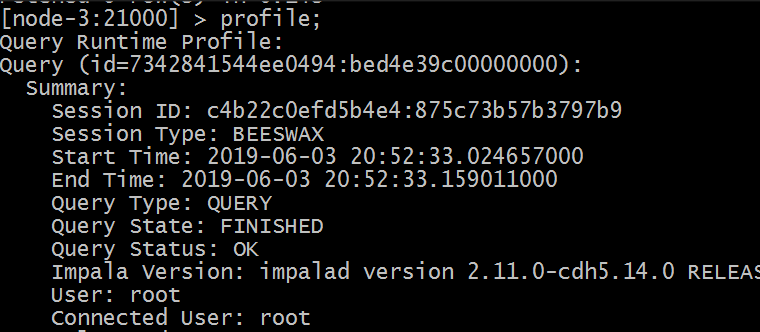 [node-3:21000] > profile;
Query Runtime Profile:
Query (id=7342841544ee0494:bed4e39c00000000):
Summary:
Session ID: c4b22c0efd5b4e4:875c73b57b3797b9
Session Type: BEESWAX
Start Time: 2019-06-03 20:52:33.024657000
End Time: 2019-06-03 20:52:33.159011000
Query Type: QUERY
Query State: FINISHED
Query Status: OK
Impala Version: impalad version 2.11.0-cdh5.14.0 RELEAS
User: root
Connected User: root